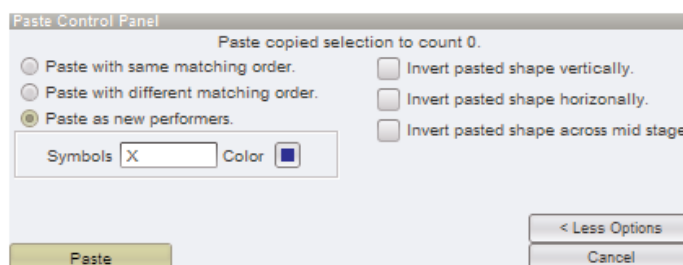 Paste Control Panel
Paste copied selection to count 0.
Paste with same matching order.
Paste with different matching order.
Paste as new performers.
Symbols X Color
Invert pasted shape vertically.
Invert pasted shape horizonally.
Invert pasted shape across mid stage
< Less Options
Paste
Cancel